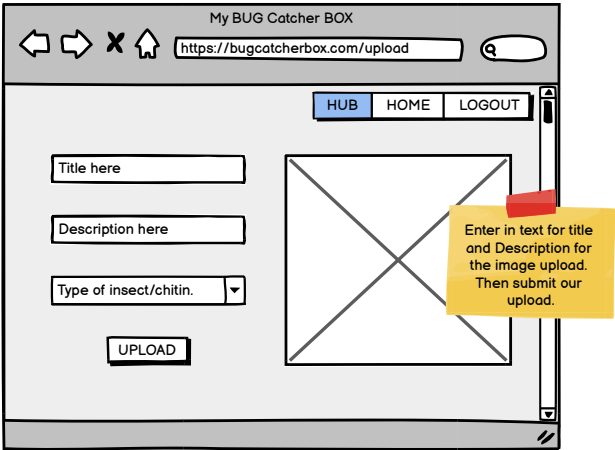 My BUG Catcher BOX
https://bugcatcherbox.com/upload
HUB HOME LOGOUT
Title here
Description here
Type of insect/chitin.
UPLOAD
Enter in text for title
and Description for
the image upload.
Then submit our
upload.